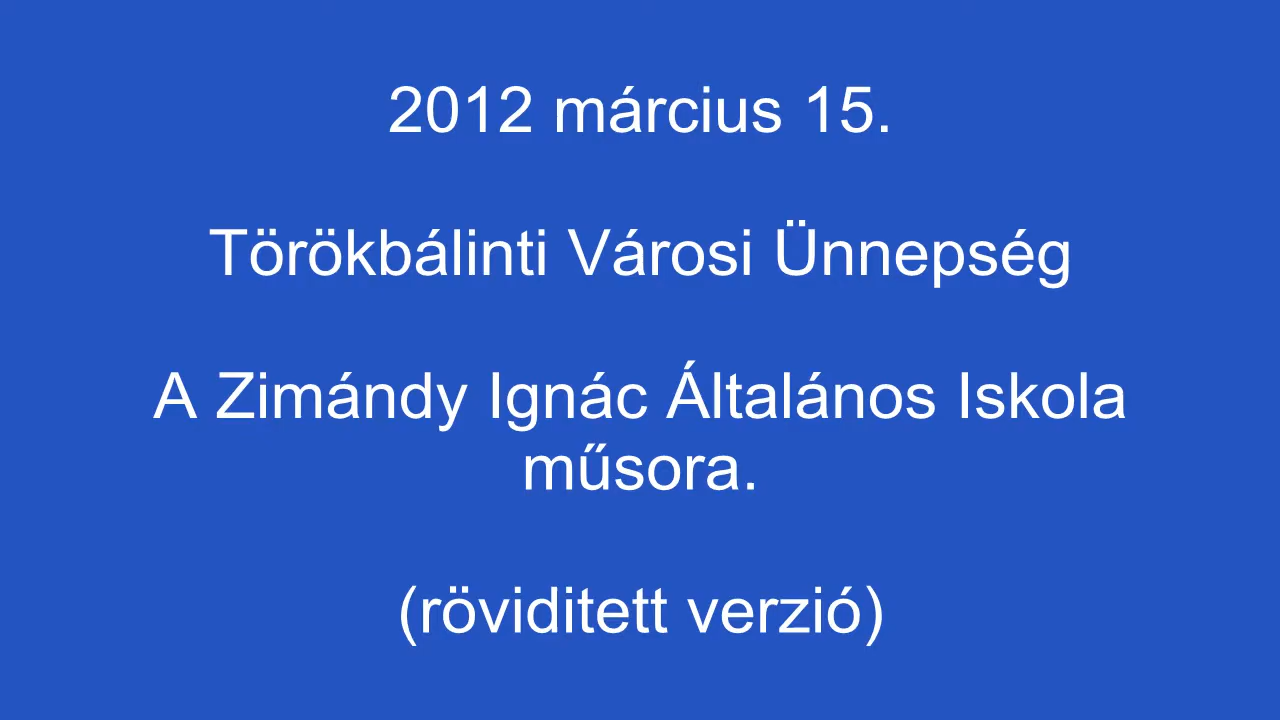 2012 március 15.
Törökbálinti Városi Ünnepség
A Zimándy Ignác Általános Iskola
műsora.
(röviditett verzió)